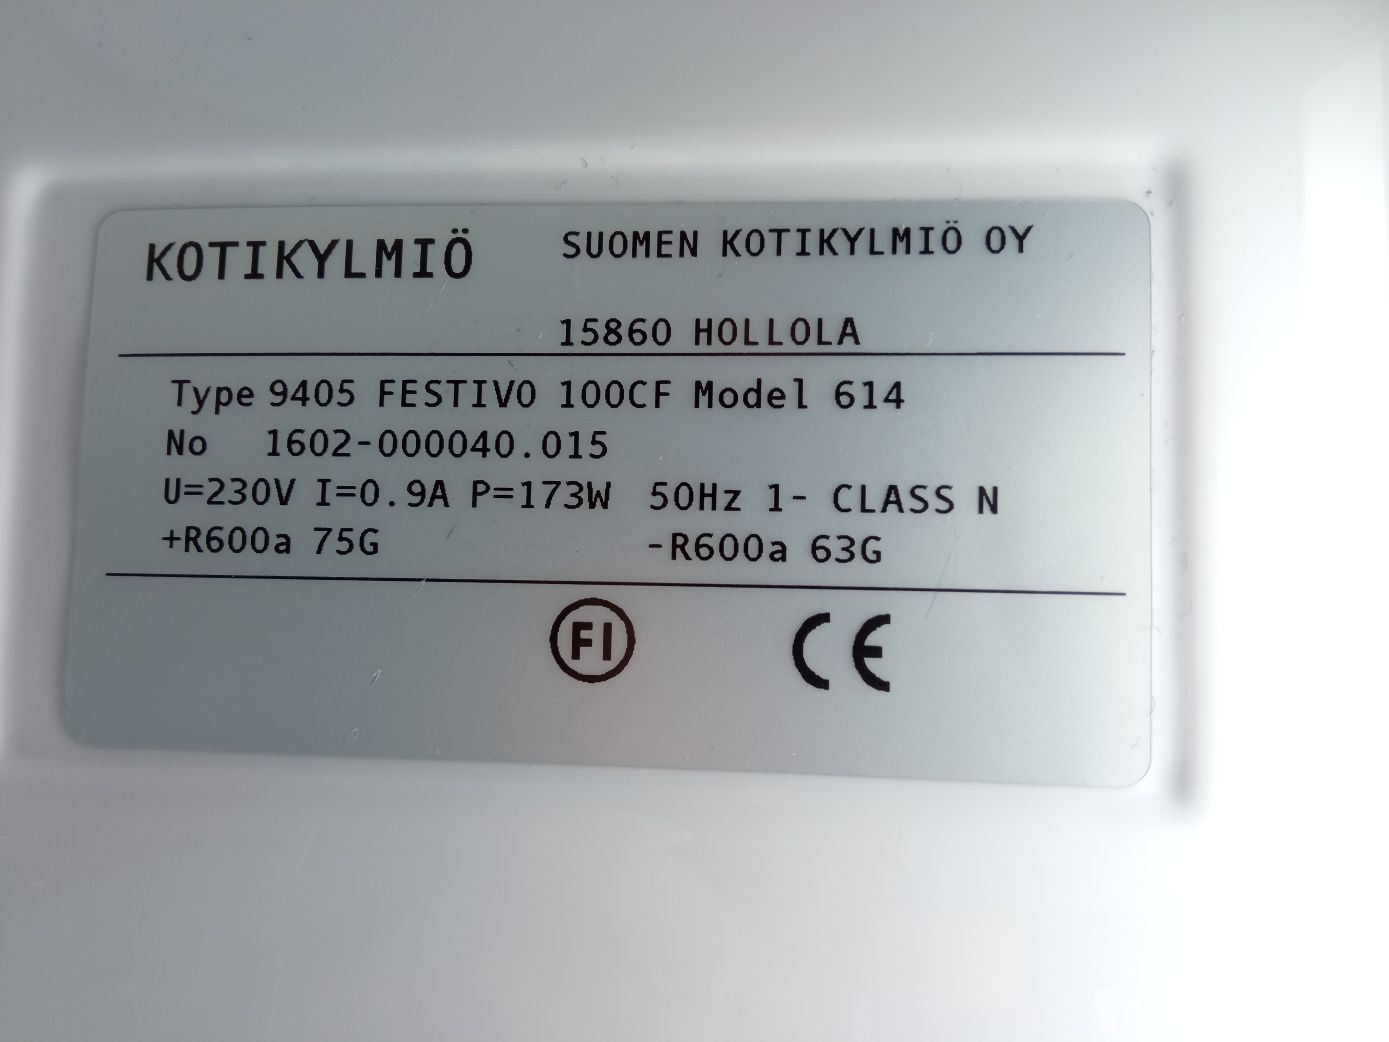 KOTIKYLMIÖ SUOMEN KOTIKYLMIÖ OY
15860 HOLLOLA
Type 9405 FESTIVO 100CF Model 614
No 1602-000040.015
U=230V I=0.9A P=173W 50Hz 1- CLASS N
+R600a 75G -R600a 63G
FI CE